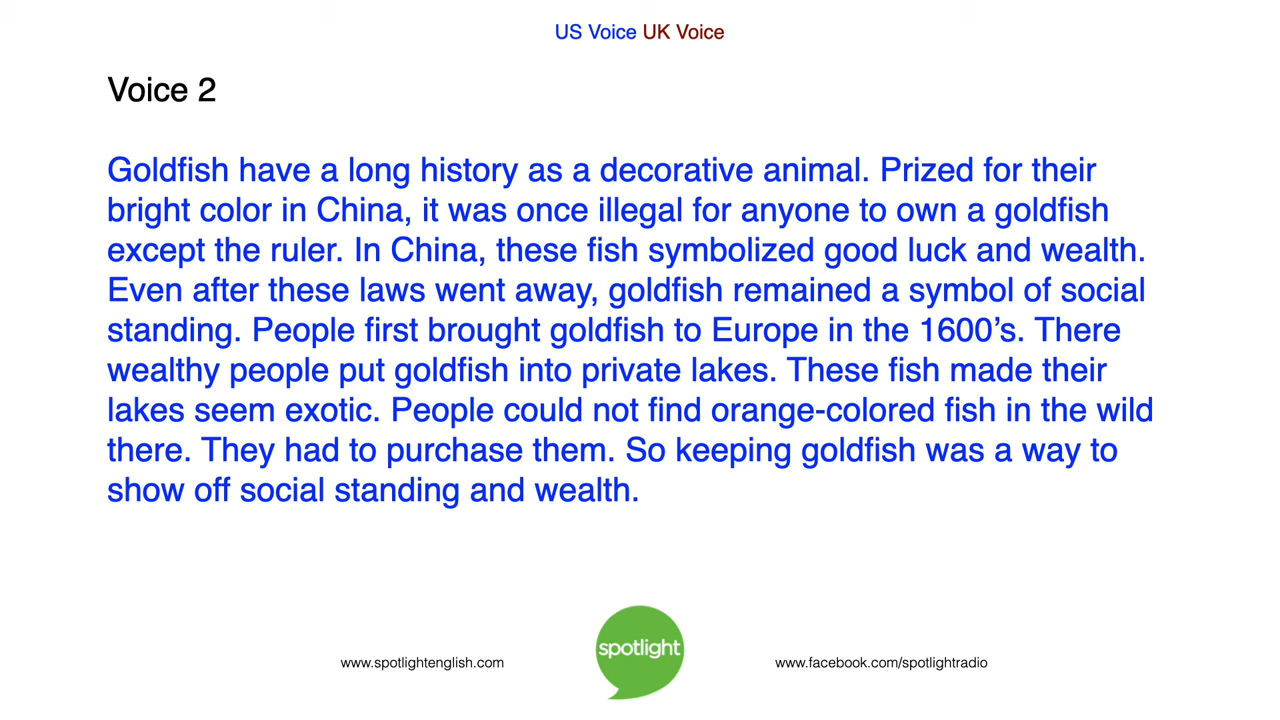 US Voice UK Voice
Voice 2
Goldfish have a long history as a decorative animal. Prized for their
bright color in China, it was once illegal for anyone to own a goldfish
except the ruler. In China, these fish symbolized good luck and wealth.
Even after these laws went away, goldfish remained a symbol of social
standing. People first brought goldfish to Europe in the 1600’s. There
wealthy people put goldfish into private lakes. These fish made their
lakes seem exotic. People could not find orange-colored fish in the wild
there. They had to purchase them. So keeping goldfish was a way to
show off social standing and wealth.
www.spotlightenglish.com
spotlight
www.facebook.com/spotlightradio